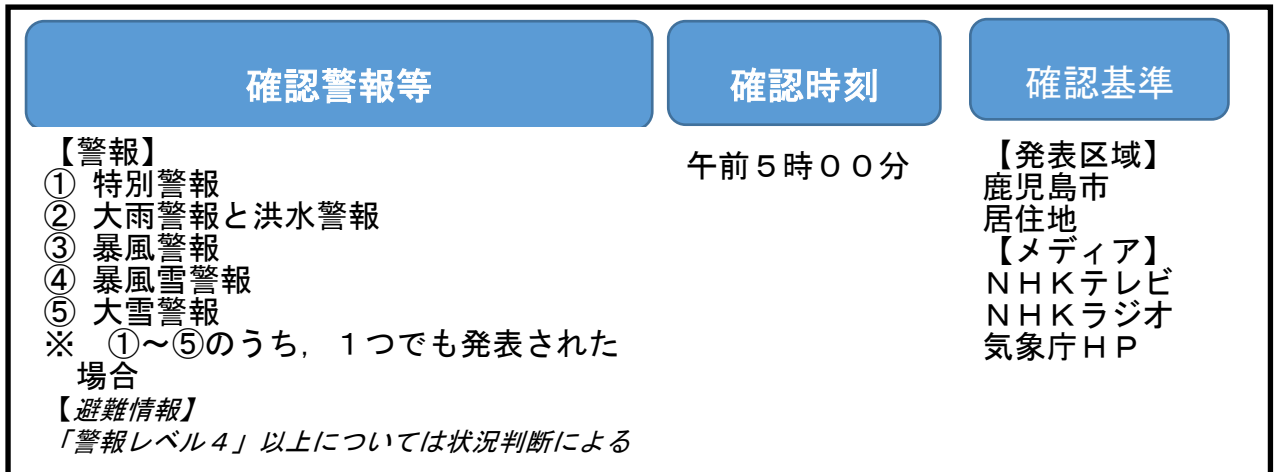 確認警報等
【警報】
① 特別警報
② 大雨警報と洪水警報
③ 暴風警報
④ 暴風雪警報
⑤ 大雪警報
※　①～⑤のうち，１つでも発表された
場合
【避難情報】
「警報レベル４」以上については状況判断による
確認時刻
午前５時００分
確認基準
【発表区域】
鹿児島市
居住地
【メディア】
ＮＨＫテレビ
ＮＨＫラジオ
気象庁ＨＰ